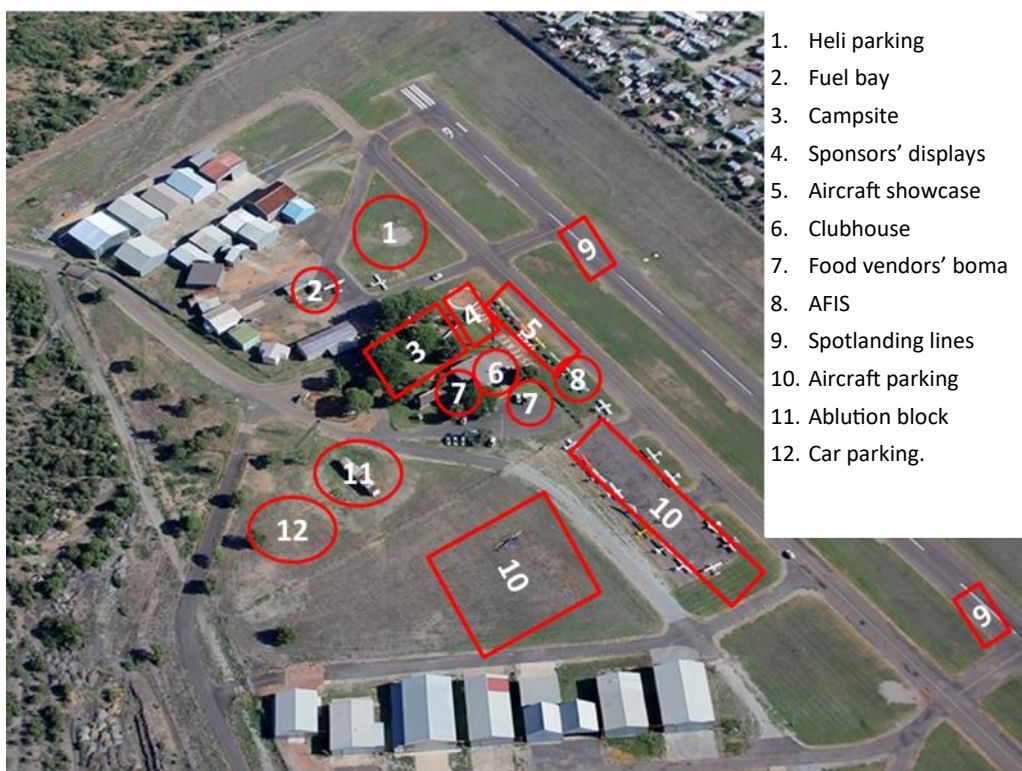 1. Heli parking
2. Fuel bay
3. Campsite
4. Sponsors’ displays
5. Aircraft showcase
6. Clubhouse
7. Food vendors’ boma
8. AFIS
9. Spotlanding lines
10. Aircraft parking
11. Ablution block
12. Car parking.
9
1
2
4
5
3
6
8
7
7
11
10
12
10
9